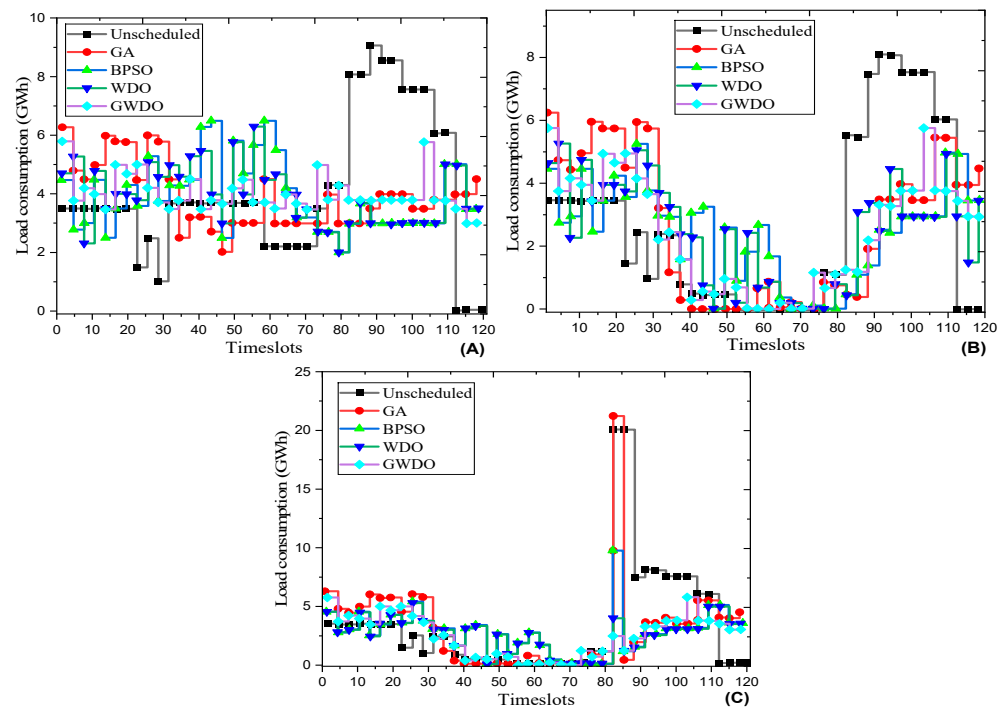 10
8
6
4
2
0
Load consumption (GWh)
Unscheduled
GA
BPSO
WDO
GWDO
0 10 20 30 40 50 60 70 80 90 100 110 120
Timeslots
(A)
8
6
4
2
0
Load consumption (GWh)
Unscheduled
GA
BPSO
WDO
GWDO
0 10 20 30 40 50 60 70 80 90 100 110 120
Timeslots
(B)
25
20
15
10
5
0
Load consumption (GWh)
Unscheduled
GA
BPSO
WDO
GWDO
0 10 20 30 40 50 60 70 80 90 100 110 120
Timeslots
(C)